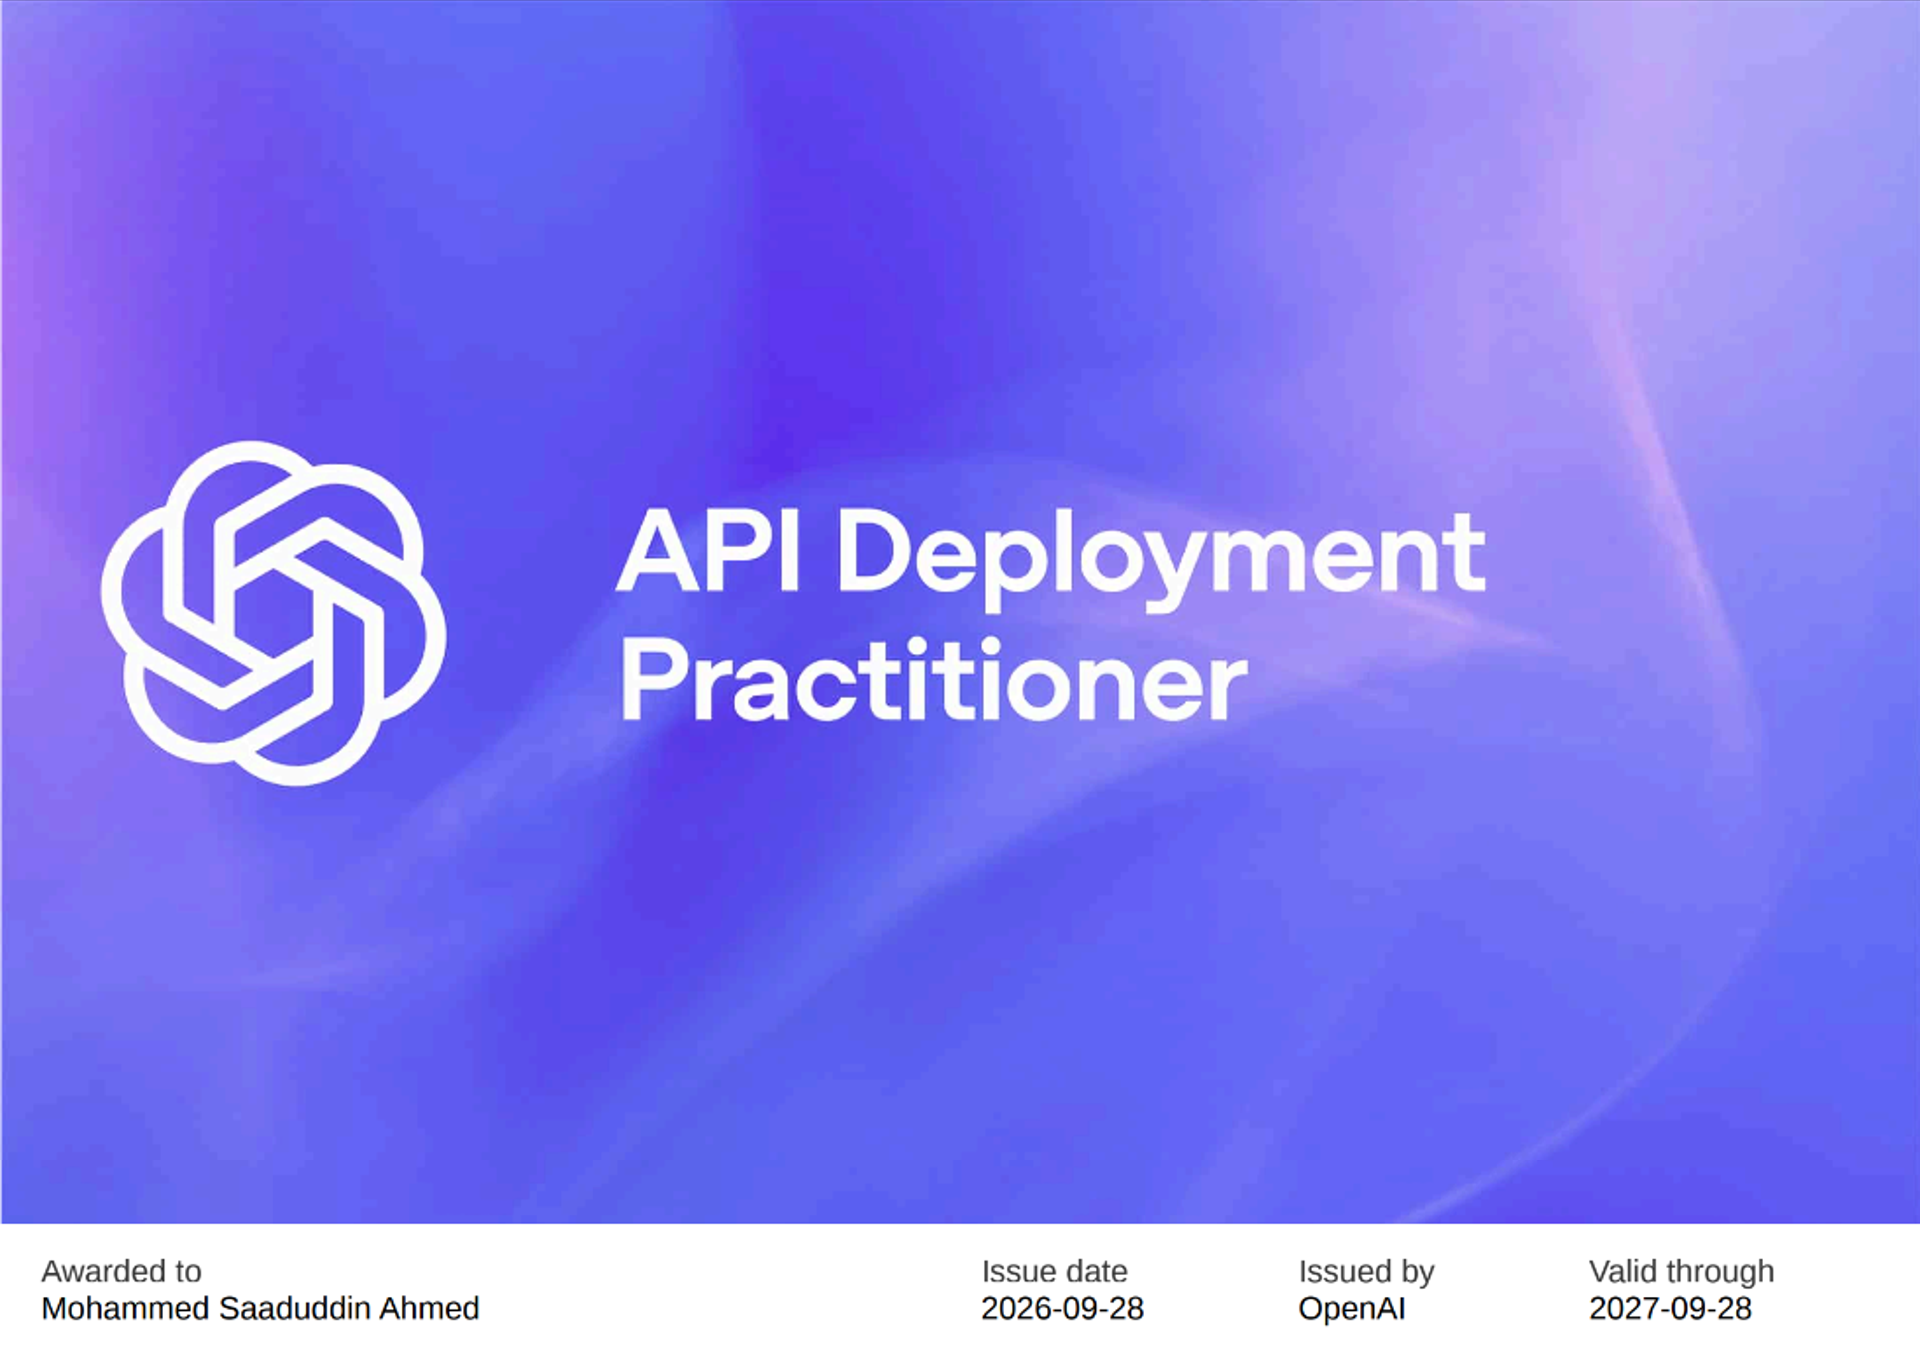 API Deployment
Practitioner
Awarded to
Mohammed Saaduddin Ahmed
Issue date
2026-09-28
Issued by
OpenAI
Valid through
2027-09-28